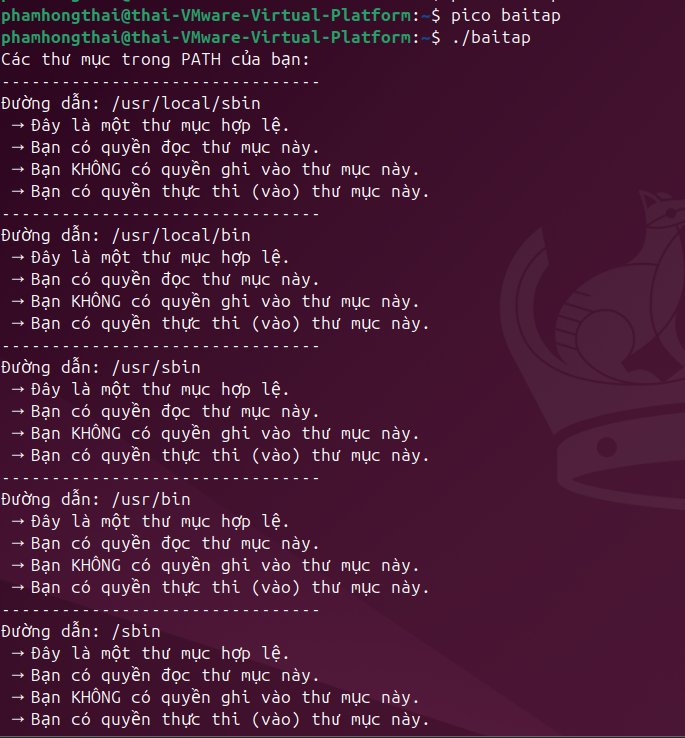 phamhongthai@thai-VMware-Virtual-Platform:~$ pico baitap
phamhongthai@thai-VMware-Virtual-Platform:~$ ./baitap
Các thư mục trong PATH của bạn:
--------------------------------
Đường dẫn: /usr/local/sbin
→ Đây là một thư mục hợp lệ.
→ Bạn có quyền đọc thư mục này.
→ Bạn KHÔNG có quyền ghi vào thư mục này.
→ Bạn có quyền thực thi (vào) thư mục này.
--------------------------------
Đường dẫn: /usr/local/bin
→ Đây là một thư mục hợp lệ.
→ Bạn có quyền đọc thư mục này.
→ Bạn KHÔNG có quyền ghi vào thư mục này.
→ Bạn có quyền thực thi (vào) thư mục này.
--------------------------------
Đường dẫn: /usr/sbin
→ Đây là một thư mục hợp lệ.
→ Bạn có quyền đọc thư mục này.
→ Bạn KHÔNG có quyền ghi vào thư mục này.
→ Bạn có quyền thực thi (vào) thư mục này.
--------------------------------
Đường dẫn: /usr/bin
→ Đây là một thư mục hợp lệ.
→ Bạn có quyền đọc thư mục này.
→ Bạn KHÔNG có quyền ghi vào thư mục này.
→ Bạn có quyền thực thi (vào) thư mục này.
--------------------------------
Đường dẫn: /sbin
→ Đây là một thư mục hợp lệ.
→ Bạn có quyền đọc thư mục này.
→ Bạn KHÔNG có quyền ghi vào thư mục này.
→ Bạn có quyền thực thi (vào) thư mục này.